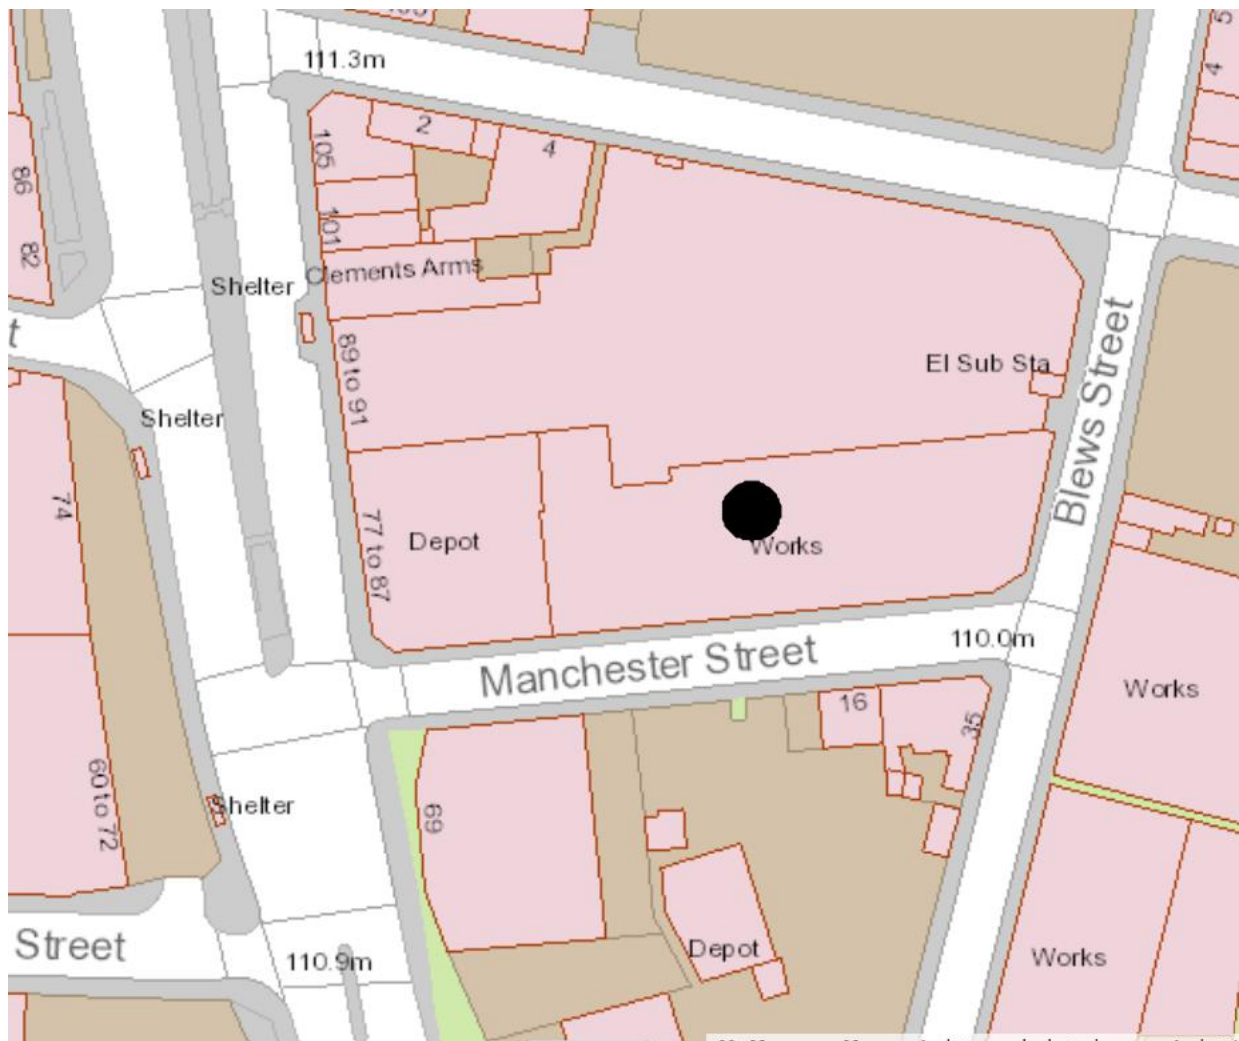 111.3m
5
4
105
2
4
86
101
82
Clements Arms
Shelter
t
89 to 91
El Sub Sta
Blews Street
Shelter
74
77 to 87
Depot
Works
110.0m
Manchester Street
Works
16
35
60 to 72
Shelter
69
Street
110.9m
Depot
Works